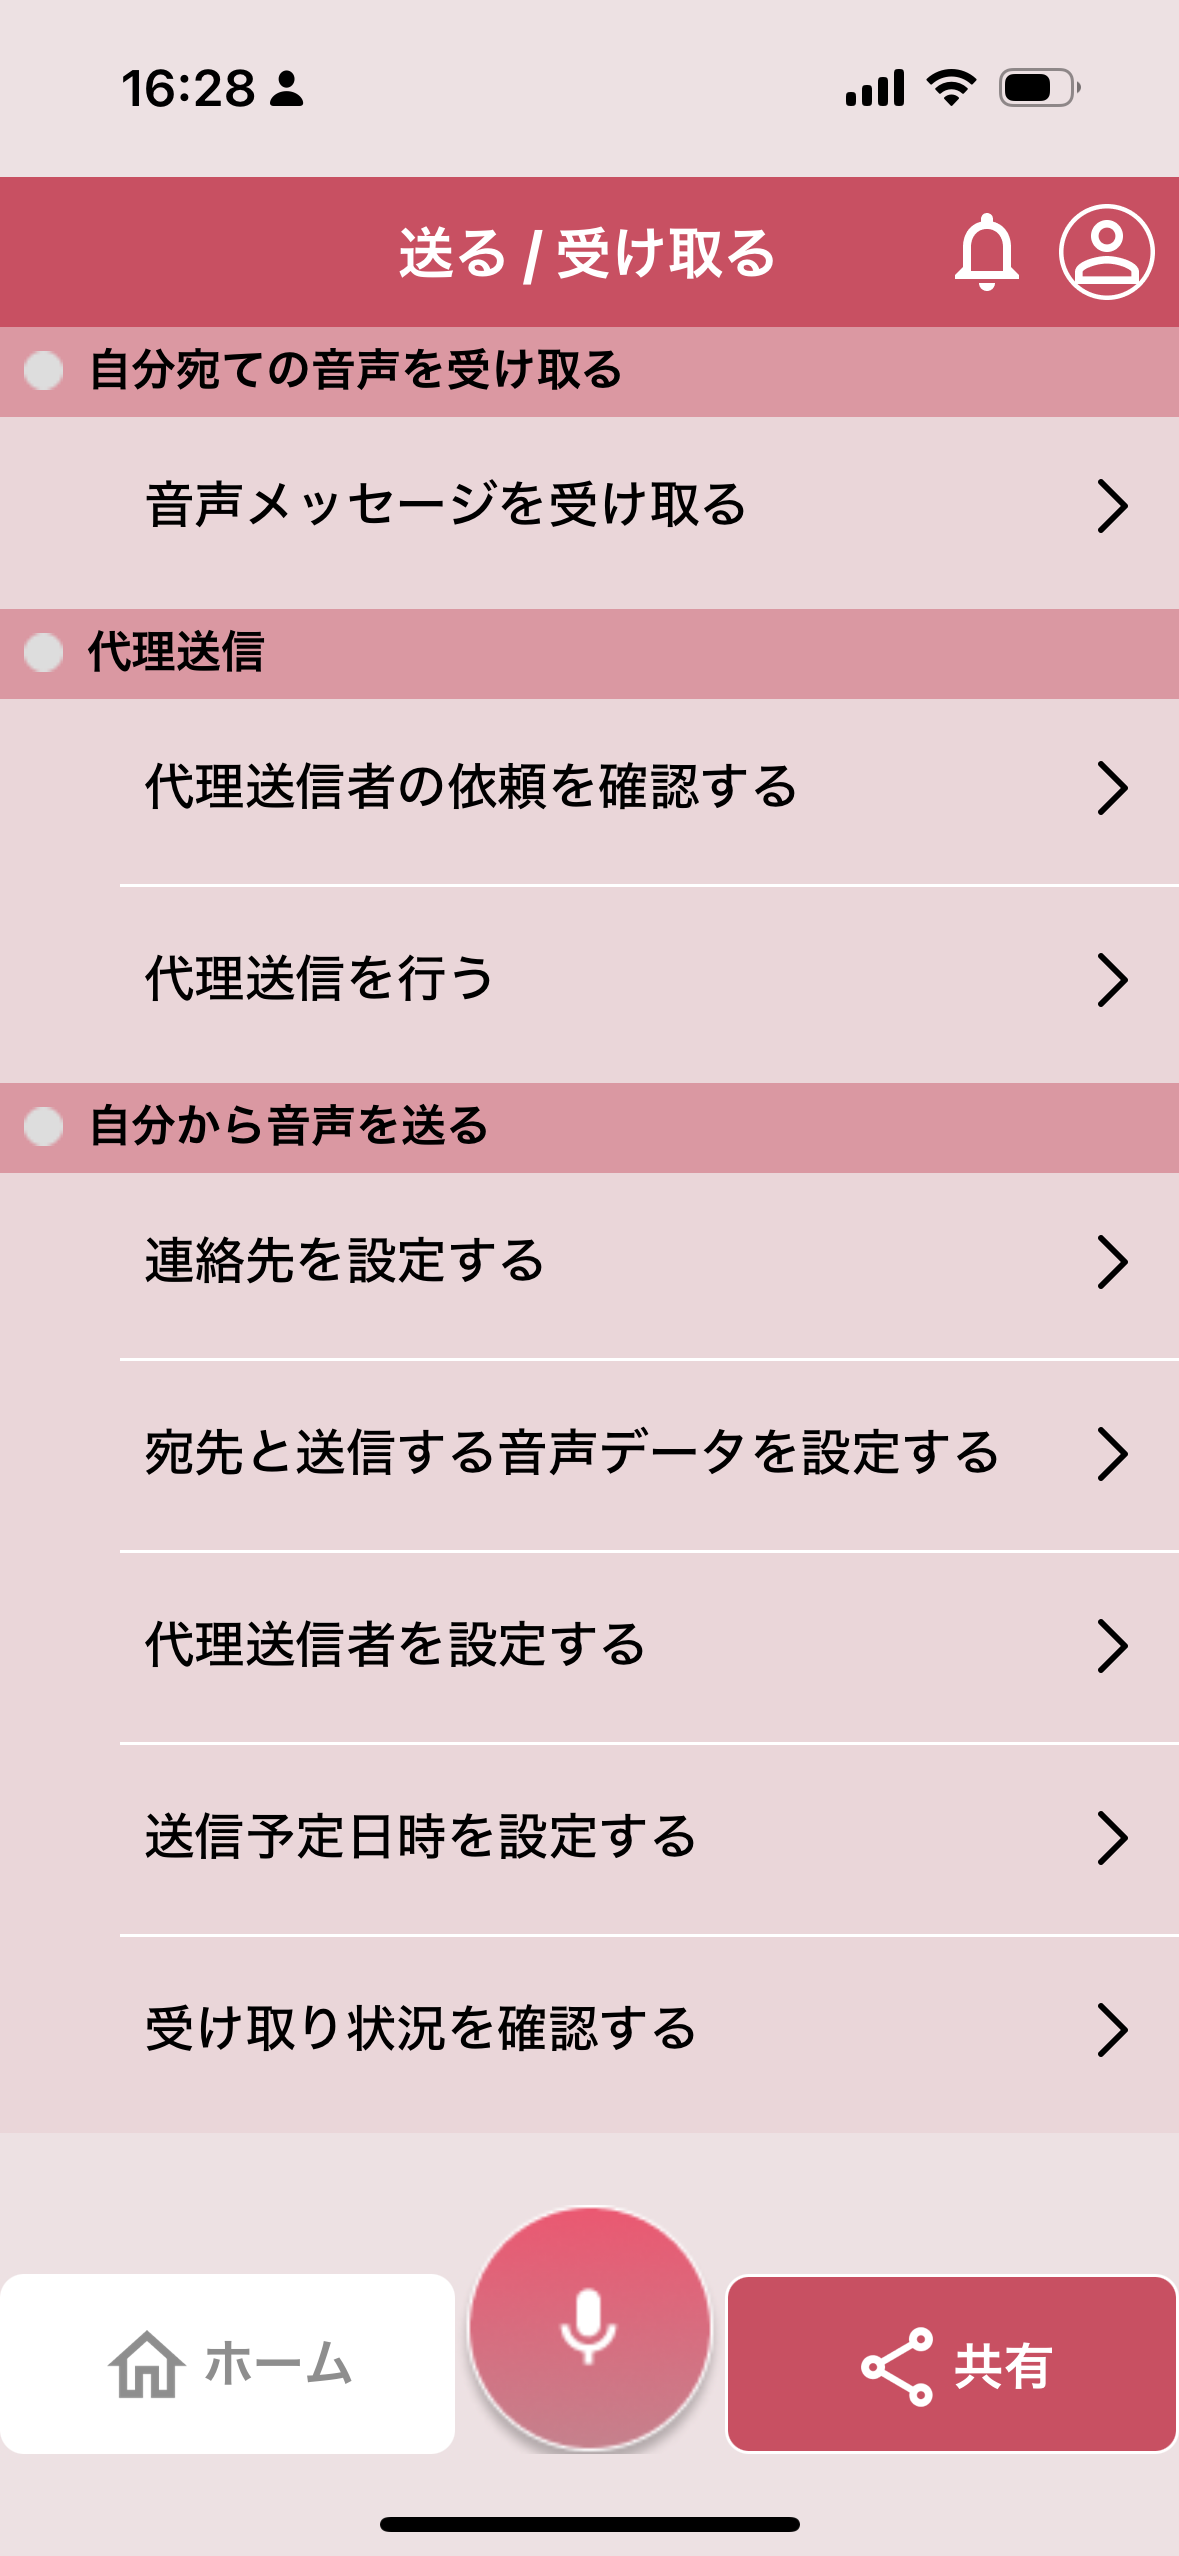 16:28
送る / 受け取る
自分宛ての音声を受け取る
音声メッセージを受け取る
代理送信
代理送信者の依頼を確認する
代理送信を行う
自分から音声を送る
連絡先を設定する
宛先と送信する音声データを設定する
代理送信者を設定する
送信予定日時を設定する
受け取り状況を確認する
ホーム
共有